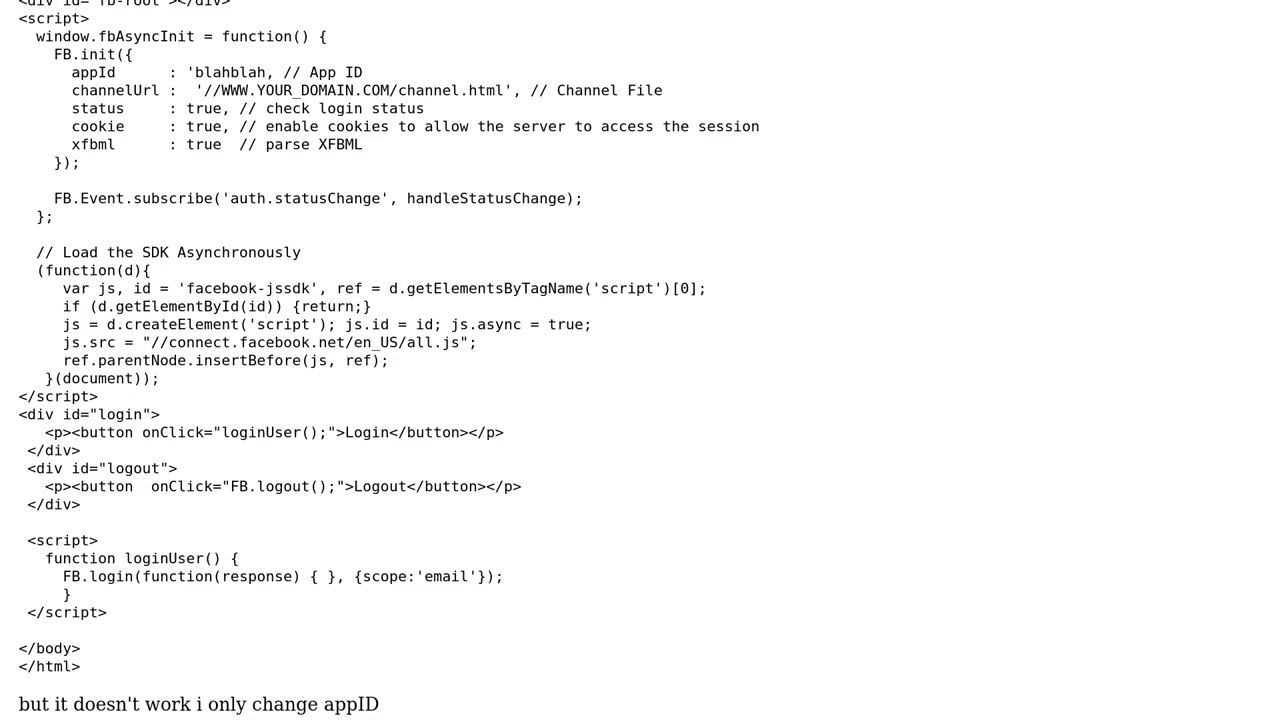 <div id="fb-root"></div>
<script>
  window.fbAsyncInit = function() {
    FB.init({
      appId      : 'blahblah, // App ID
      channelUrl :  '//WWW.YOUR_DOMAIN.COM/channel.html', // Channel File
      status     : true, // check login status
      cookie     : true, // enable cookies to allow the server to access the session
      xfbml      : true  // parse XFBML
    });

    FB.Event.subscribe('auth.statusChange', handleStatusChange);
  };

  // Load the SDK Asynchronously
  (function(d){
     var js, id = 'facebook-jssdk', ref = d.getElementsByTagName('script')[0];
     if (d.getElementById(id)) {return;}
     js = d.createElement('script'); js.id = id; js.async = true;
     js.src = "//connect.facebook.net/en_US/all.js";
     ref.parentNode.insertBefore(js, ref);
   }(document));
</script>
<div id="login">
   <p><button onClick="loginUser();">Login</button></p>
 </div>
 <div id="logout">
   <p><button  onClick="FB.logout();">Logout</button></p>
 </div>

 <script>
   function loginUser() {
     FB.login(function(response) { }, {scope:'email'});
     }
 </script>

</body>
</html>
but it doesn't work i only change appID